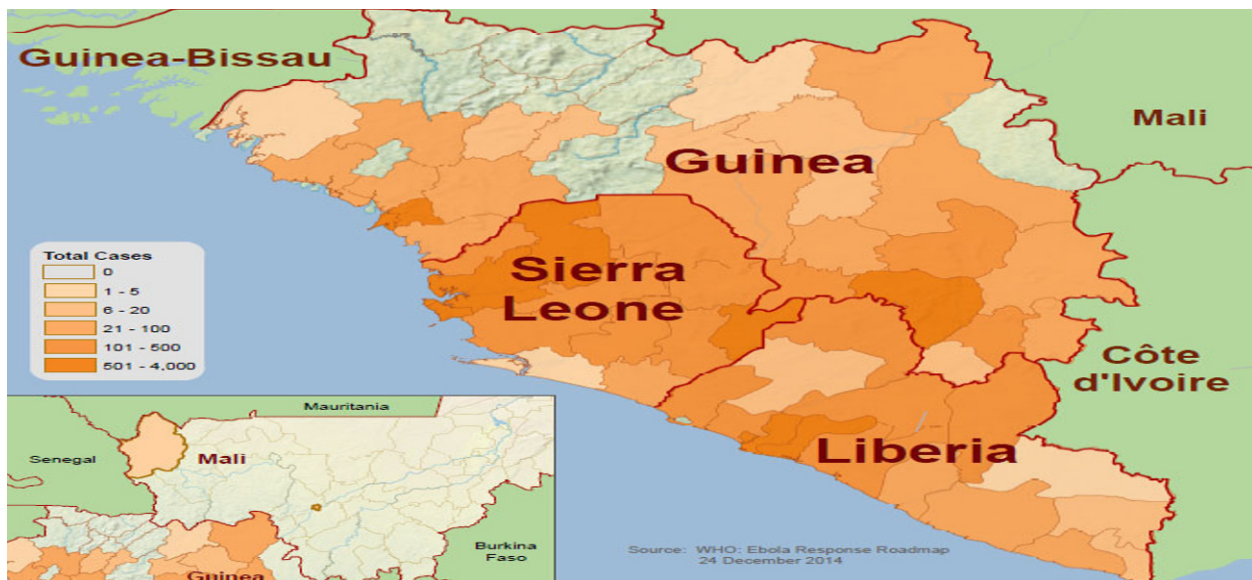 Guinea-Bissau
Mali
Guinea
Total Cases
0
1 - 5
6 - 20
21 - 100
101 - 500
501 - 4,000
Sierra
Leone
Côte
d'Ivoire
Liberia
Mauritania
Senegal
Mali
Burkina
Faso
Guinea
Source: WHO: Ebola Response Roadmap
24 December 2014